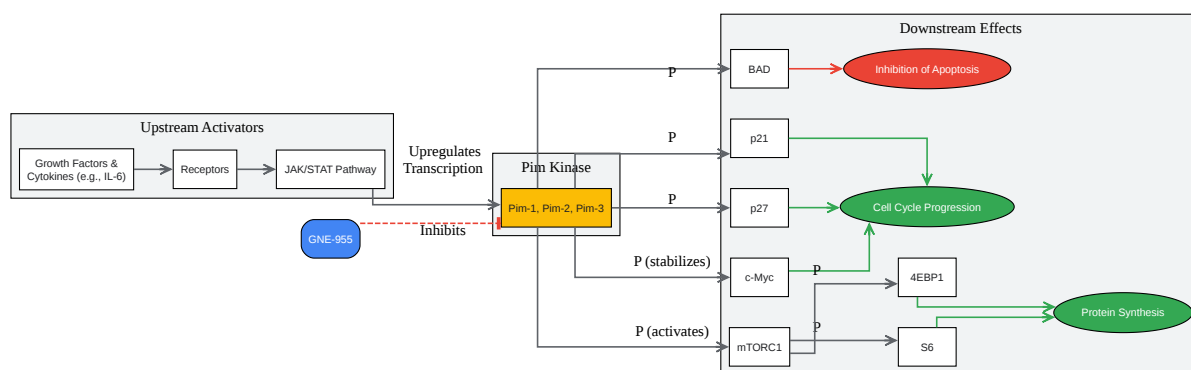 Downstream Effects
P
BAD
Inhibition of Apoptosis
Upstream Activators
Growth Factors &
Cytokines (e.g., IL-6)
Receptors
JAK/STAT Pathway
Upregulates
Transcription
Pim Kinase
Pim-1, Pim-2, Pim-3
P
p21
P
p27
Cell Cycle Progression
GNE-955
Inhibits
P (stabilizes)
c-Myc
P
4EBP1
Protein Synthesis
P (activates)
mTORC1
P
S6